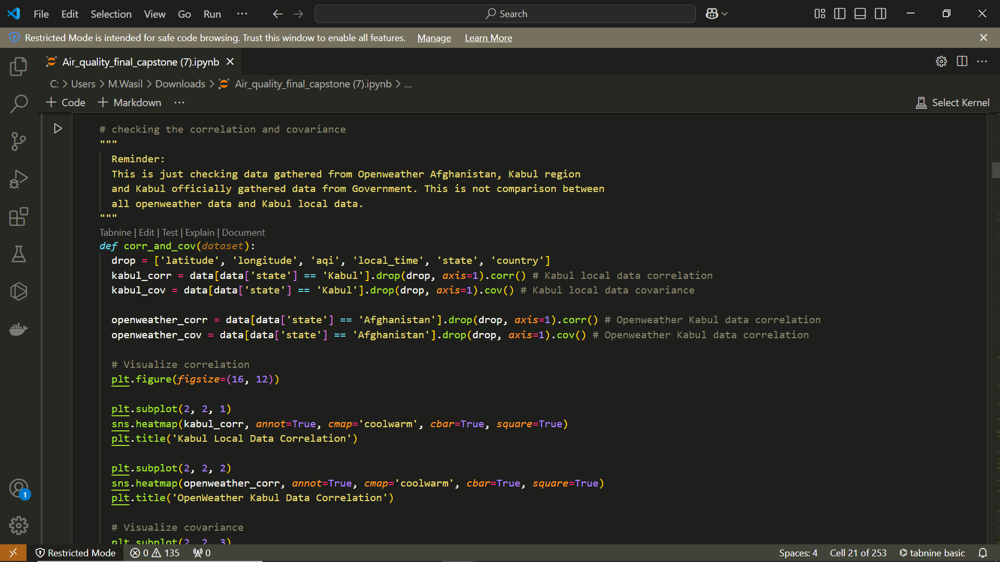 File Edit Selection View Go Run ··· Search
Restricted Mode is intended for safe code browsing. Trust this window to enable all features. Manage Learn More
Air_quality_final_capstone (7).ipynb
C: > Users > M.Wasil > Downloads > Air_quality_final_capstone (7).ipynb > ...
+ Code + Markdown ··· Select Kernel
# checking the correlation and covariance
"""
Reminder:
This is just checking data gathered from Openweather Afghanistan, Kabul region
and Kabul officially gathered data from Government. This is not comparison between
all openweather data and Kabul local data.
"""
Tabnine | Edit | Test | Explain | Document
def corr_and_cov(dataset):
drop = ['latitude', 'longitude', 'aqi', 'local_time', 'state', 'country']
kabul_corr = data[data['state'] == 'Kabul'].drop(drop, axis=1).corr() # Kabul local data correlation
kabul_cov = data[data['state'] == 'Kabul'].drop(drop, axis=1).cov() # Kabul local data covariance
openweather_corr = data[data['state'] == 'Afghanistan'].drop(drop, axis=1).corr() # Openweather Kabul data correlation
openweather_cov = data[data['state'] == 'Afghanistan'].drop(drop, axis=1).cov() # Openweather Kabul data correlation
# Visualize correlation
plt.figure(figsize=(16, 12))
plt.subplot(2, 2, 1)
sns.heatmap(kabul_corr, annot=True, cmap='coolwarm', cbar=True, square=True)
plt.title('Kabul Local Data Correlation')
plt.subplot(2, 2, 2)
sns.heatmap(openweather_corr, annot=True, cmap='coolwarm', cbar=True, square=True)
plt.title('OpenWeather Kabul Data Correlation')
# Visualize covariance
plt.subplot(2, 2, 3)
1
Restricted Mode 0 135 0 Spaces: 4 Cell 21 of 253 tabnine basic